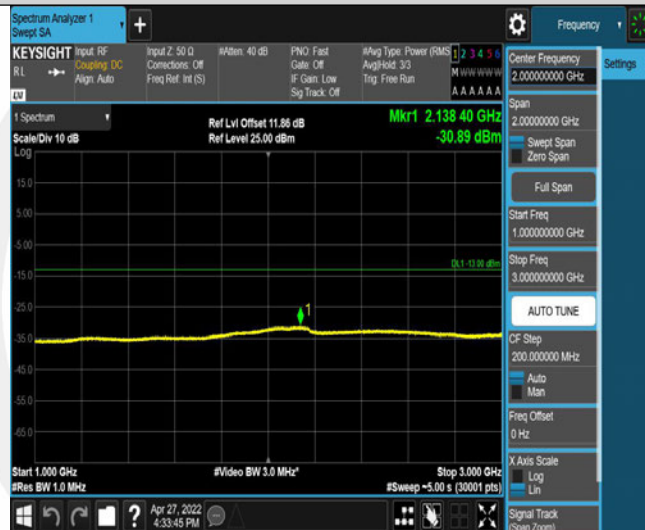 Spectrum Analyzer 1
Swept SA
+
Frequency
KEYSIGHT
Input: RF
Coupling: DC
Align: Auto
RL
Input Z: 50 Ω
Corrections: Off
Freq Ref: Int (S)
#Atten: 40 dB
PNO: Fast
Gate: Off
IF Gain: Low
Sig Track: Off
#Avg Type: Power (RMS
Avg|Hold: 3/3
Trig: Free Run
1 2 3 4 5 6
M W W W W W
A A A A A A
Center Frequency
2.000000000 GHz
Settings
1 Spectrum
Scale/Div 10 dB
Log
Ref Lvl Offset 11.86 dB
Ref Level 25.00 dBm
Mkr1 2.138 40 GHz
-30.89 dBm
15.0
5.00
-5.00
-15.0
-25.0
-35.0
-45.0
-55.0
-65.0
DL1 -13.00 dBm
1
Start 1.000 GHz
#Res BW 1.0 MHz
#Video BW 3.0 MHz*
Stop 3.000 GHz
#Sweep ~5.00 s (30001 pts)
Span
2.00000000 GHz
Swept Span
Zero Span
Full Span
Start Freq
1.000000000 GHz
Stop Freq
3.000000000 GHz
AUTO TUNE
CF Step
200.000000 MHz
Auto
Man
Freq Offset
0 Hz
X Axis Scale
Log
Lin
Signal Track
(Span Zoom)
?
Apr 27, 2022
4:33:45 PM